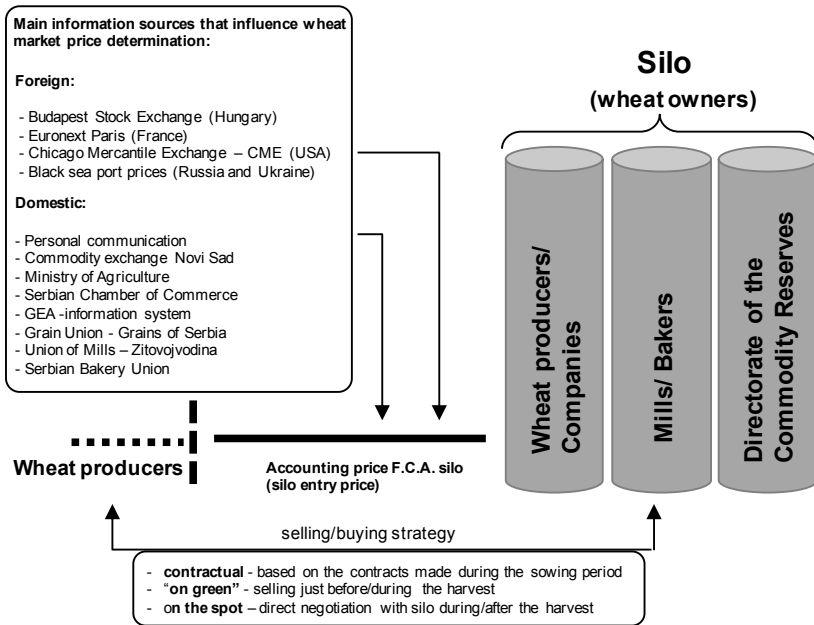 Main information sources that influence wheat
market price determination:
Foreign:
- Budapest Stock Exchange (Hungary)
- Euronext Paris (France)
- Chicago Mercantile Exchange – CME (USA)
- Black sea port prices (Russia and Ukraine)
Domestic:
- Personal communication
- Commodity exchange Novi Sad
- Ministry of Agriculture
- Serbian Chamber of Commerce
- GEA -information system
- Grain Union - Grains of Serbia
- Union of Mills – Zitovojvodina
- Serbian Bakery Union
Silo
(wheat owners)
Wheat producers/
Companies
Mills/ Bakers
Directorate of the
Commodity Reserves
Wheat producers
Accounting price F.C.A. silo
(silo entry price)
selling/buying strategy
- contractual - based on the contracts made during the sowing period
- “on green” - selling just before/during the harvest
- on the spot – direct negotiation with silo during/after the harvest